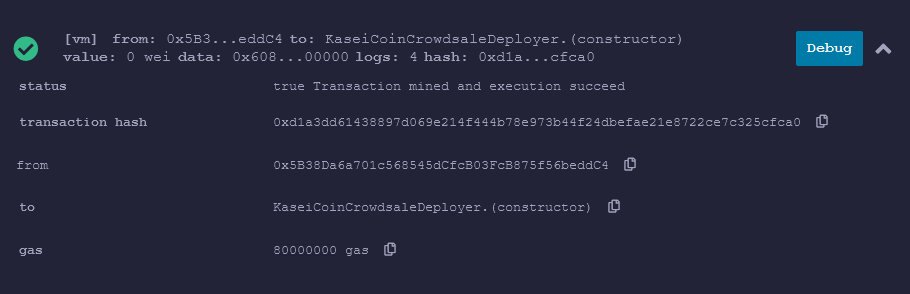 [vm] from: 0x5B3...eddC4 to: KaseiCoinCrowdsaleDeployer.(constructor)
value: 0 wei data: 0x608...00000 logs: 4 hash: 0xd1a...cfca0
Debug
status true Transaction mined and execution succeed
transaction hash 0xd1a3dd61438897d069e214f444b78e973b44f24dbefae21e8722ce7c325cfca0
from 0x5B38Da6a701c568545dCfcB03FcB875f56beddC4
to KaseiCoinCrowdsaleDeployer.(constructor)
gas 80000000 gas